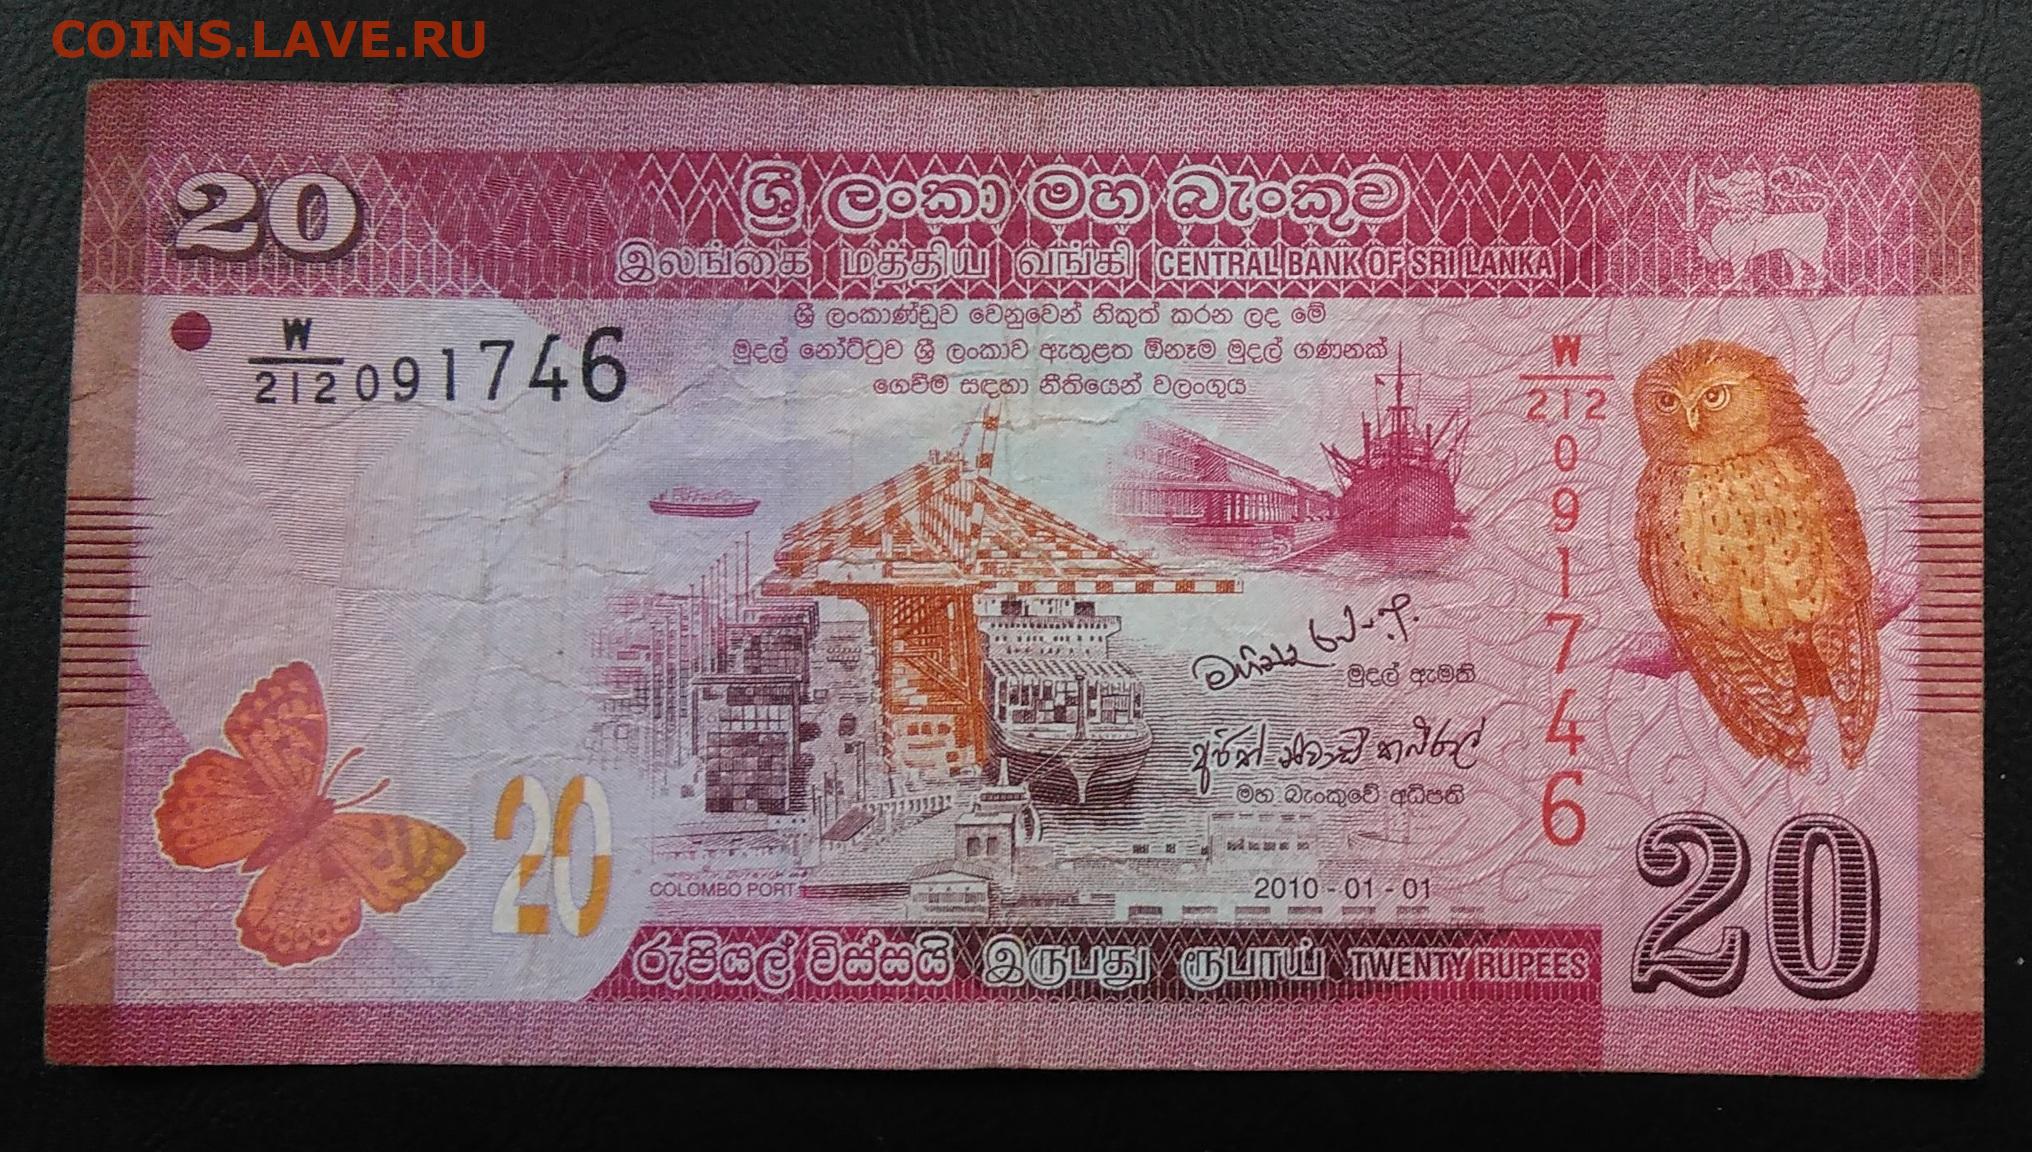 COINS.LAVE.RU
20
ශ්‍රී ලංකා මහ බැංකුව
இலங்கை மத்திய வங்கி CENTRAL BANK OF SRI LANKA
ශ්‍රී ලංකාණ්ඩුව වෙනුවෙන් නිකුත් කරන ලද මේ
මුදල් නෝට්ටුව ශ්‍රී ලංකාව ඇතුළත ඕනෑම මුදල් ගණනක්
ගෙවීම සඳහා නීතියෙන් වලංගුය
W/212 091746
W/212 091746
මුදල් ඇමති
මහ බැංකුවේ අධිපති
20
COLOMBO PORT
2010 - 01 - 01
20
රුපියල් විස්සයි இருபது ரூபாய் TWENTY RUPEES